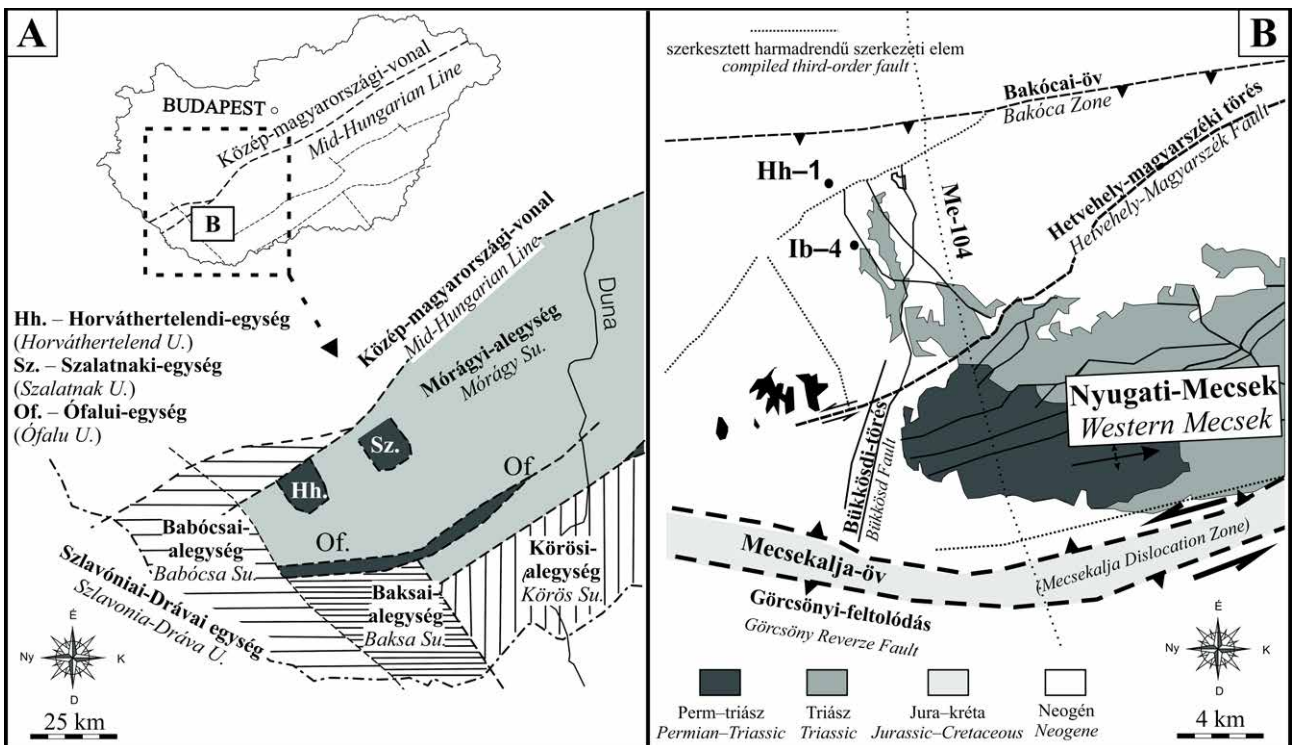 A
BUDAPEST
Közép-magyarországi-vonal
Mid-Hungarian Line
B
Hh. – Horváthertelendi-egység
(Horváthertelend U.)
Sz. – Szalatnaki-egység
(Szalatnak U.)
Of. – Ófalui-egység
(Ófalu U.)
Közép-magyarországi-vonal
Mid-Hungarian Line
Mórágyi-alegység
Mórágy Su.
Duna
Sz.
Hh.
Of.
Of.
Babócsai-
alegység
Babócsa Su.
Szlavóniai-Drávai egység
Szlavonia-Dráva U.
Baksai-
alegység
Baksa Su.
Körösi-
alegység
Körös Su.
É
Ny
K
D
25 km
B
szerkesztett harmadrendű szerkezeti elem
compiled third-order fault
Bakócai-öv
Bakóca Zone
Hetvehely-magyarszéki törés
Hetvehely-Magyarszék Fault
Hh–1
Me-104
Ib–4
Nyugati-Mecsek
Western Mecsek
Bükkösdi-törés
Bükkösd Fault
Mecsekalja-öv
(Mecsekalja Dislocation Zone)
Görcsönyi-feltolódás
Görcsöny Reverze Fault
É
Ny
K
D
Perm–triász
Permian–Triassic
Triász
Triassic
Jura–kréta
Jurassic–Cretaceous
Neogén
Neogene
4 km